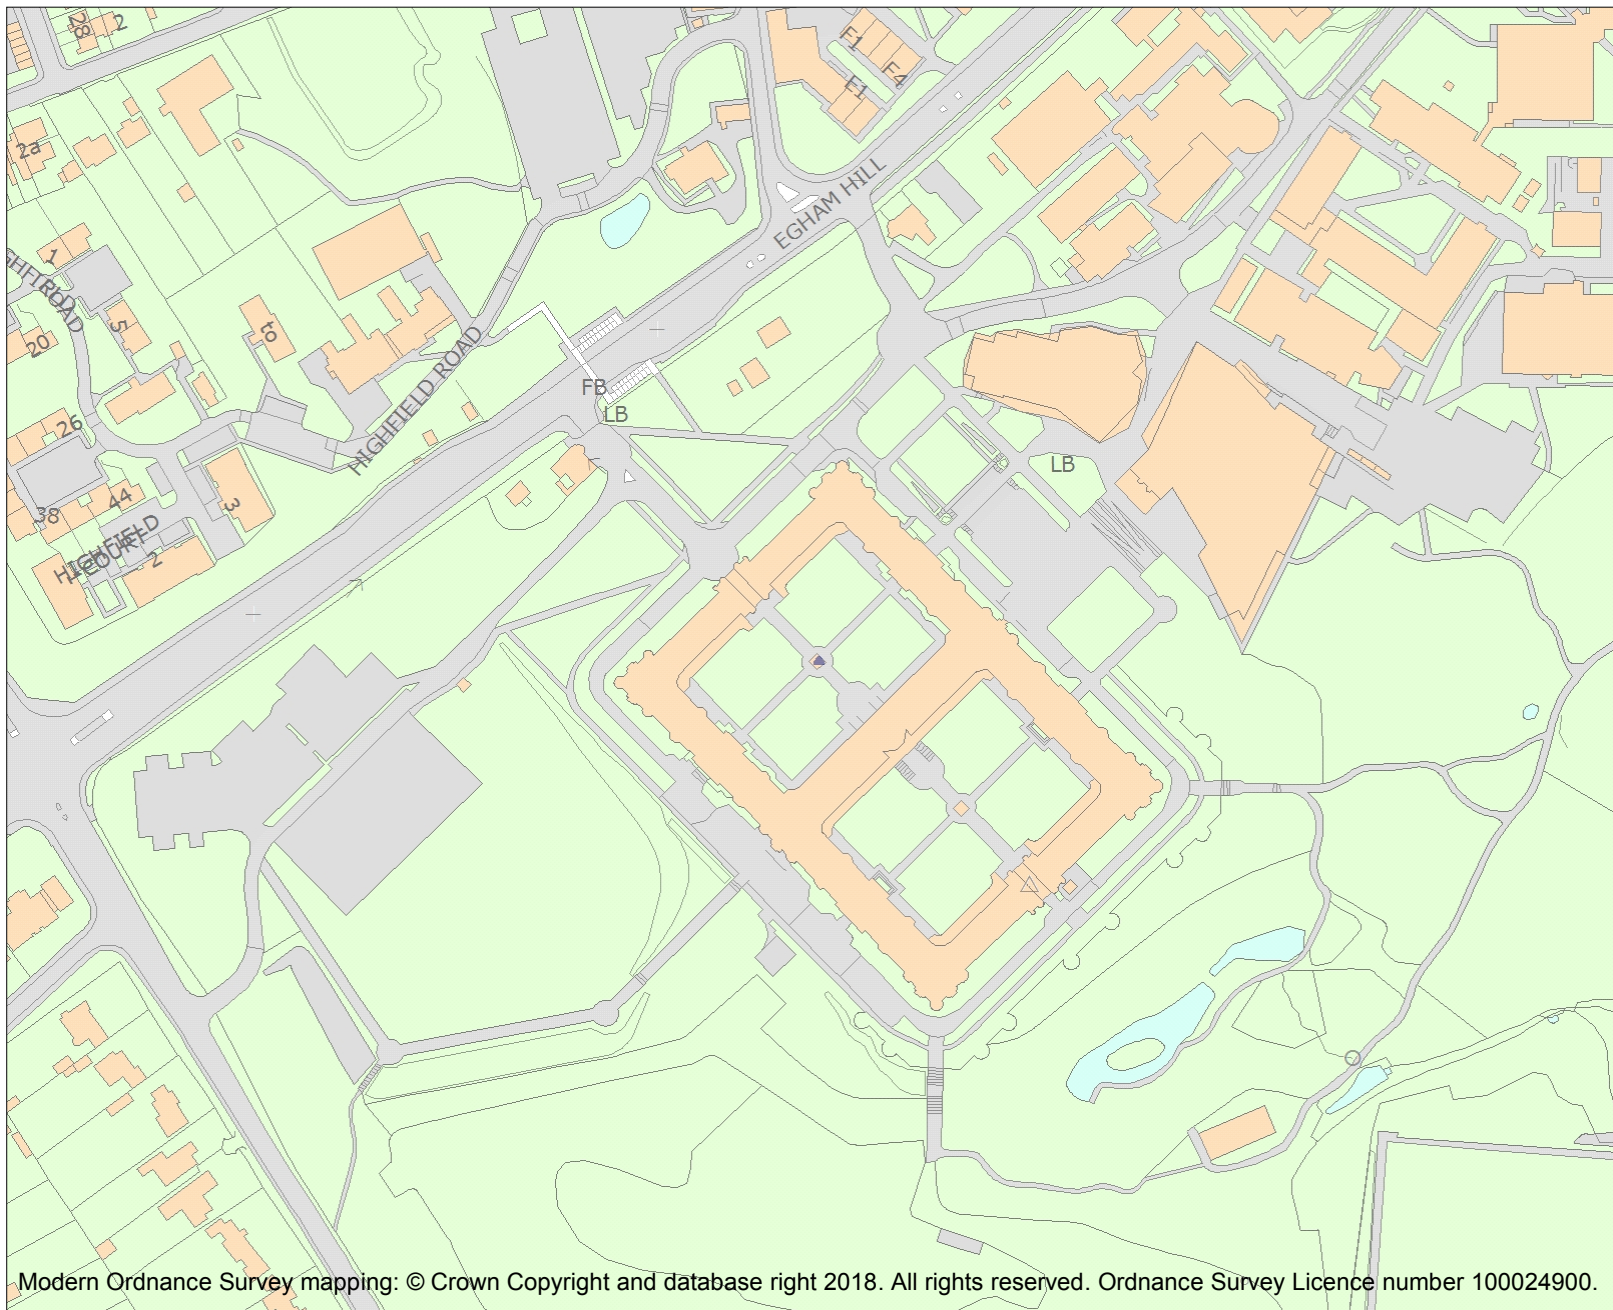 28
2
F1
F4
E1
2a
EGHAM HILL
1
ROAD
5
20
to
HIGHFIELD ROAD
FB
LB
26
LB
44
38
3
HIGHFIELD
COURT
2
Modern Ordnance Survey mapping: © Crown Copyright and database right 2018. All rights reserved. Ordnance Survey Licence number 100024900.